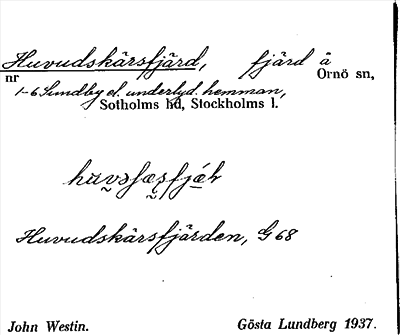 Huvudskärsfjärd, fjärd å
nr Ornö sn,
1-6 Sundby el. underlyd. hemman,
Sotholms hd, Stockholms l.
Huvudskärsfjärden, G 68
John Westin. Gösta Lundberg 1937.